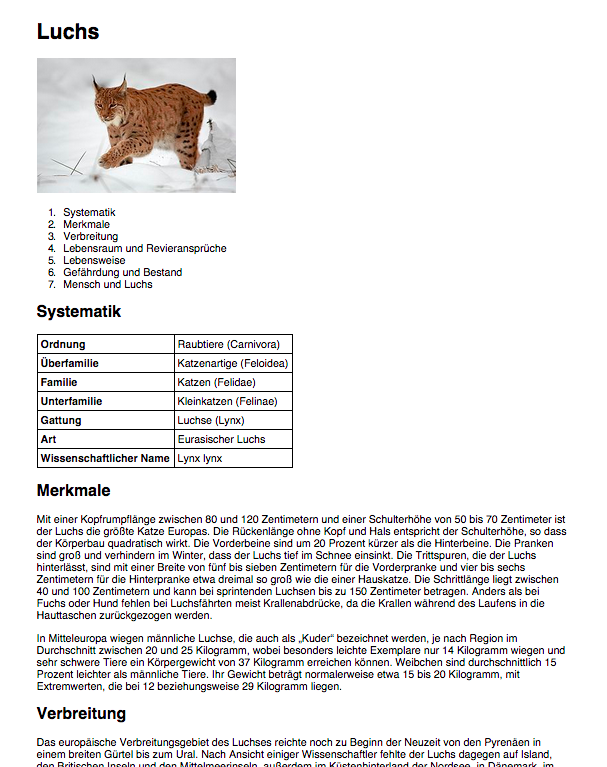 Luchs
1. Systematik
2. Merkmale
3. Verbreitung
4. Lebensraum und Revieransprüche
5. Lebensweise
6. Gefährdung und Bestand
7. Mensch und Luchs
Systematik
Ordnung Raubtiere (Carnivora)
Überfamilie Katzenartige (Feloidea)
Familie Katzen (Felidae)
Unterfamilie Kleinkatzen (Felinae)
Gattung Luchse (Lynx)
Art Eurasischer Luchs
Wissenschaftlicher Name Lynx lynx
Merkmale
Mit einer Kopfrumpflänge zwischen 80 und 120 Zentimetern und einer Schulterhöhe von 50 bis 70 Zentimeter ist
der Luchs die größte Katze Europas. Die Rückenlänge ohne Kopf und Hals entspricht der Schulterhöhe, so dass
der Körperbau quadratisch wirkt. Die Vorderbeine sind um 20 Prozent kürzer als die Hinterbeine. Die Pranken
sind groß und verhindern im Winter, dass der Luchs tief im Schnee einsinkt. Die Trittspuren, die der Luchs
hinterlässt, sind mit einer Breite von fünf bis sieben Zentimetern für die Vorderpranke und vier bis sechs
Zentimetern für die Hinterpranke etwa dreimal so groß wie die einer Hauskatze. Die Schrittlänge liegt zwischen
40 und 100 Zentimetern und kann bei sprintenden Luchsen bis zu 150 Zentimeter betragen. Anders als bei
Fuchs oder Hund fehlen bei Luchsfährten meist Krallenabdrücke, da die Krallen während des Laufens in die
Hauttaschen zurückgezogen werden.
In Mitteleuropa wiegen männliche Luchse, die auch als „Kuder“ bezeichnet werden, je nach Region im
Durchschnitt zwischen 20 und 25 Kilogramm, wobei besonders leichte Exemplare nur 14 Kilogramm wiegen und
sehr schwere Tiere ein Körpergewicht von 37 Kilogramm erreichen können. Weibchen sind durchschnittlich 15
Prozent leichter als männliche Tiere. Ihr Gewicht beträgt normalerweise etwa 15 bis 20 Kilogramm, mit
Extremwerten, die bei 12 beziehungsweise 29 Kilogramm liegen.
Verbreitung
Das europäische Verbreitungsgebiet des Luchses reichte noch zu Beginn der Neuzeit von den Pyrenäen in
einem breiten Gürtel bis zum Ural. Nach Ansicht einiger Wissenschaftler fehlte der Luchs dagegen auf Island,
den Britischen Inseln und den Mittelmeerinseln, außerdem im Küstenhinterland der Nordsee, in Dänemark, im